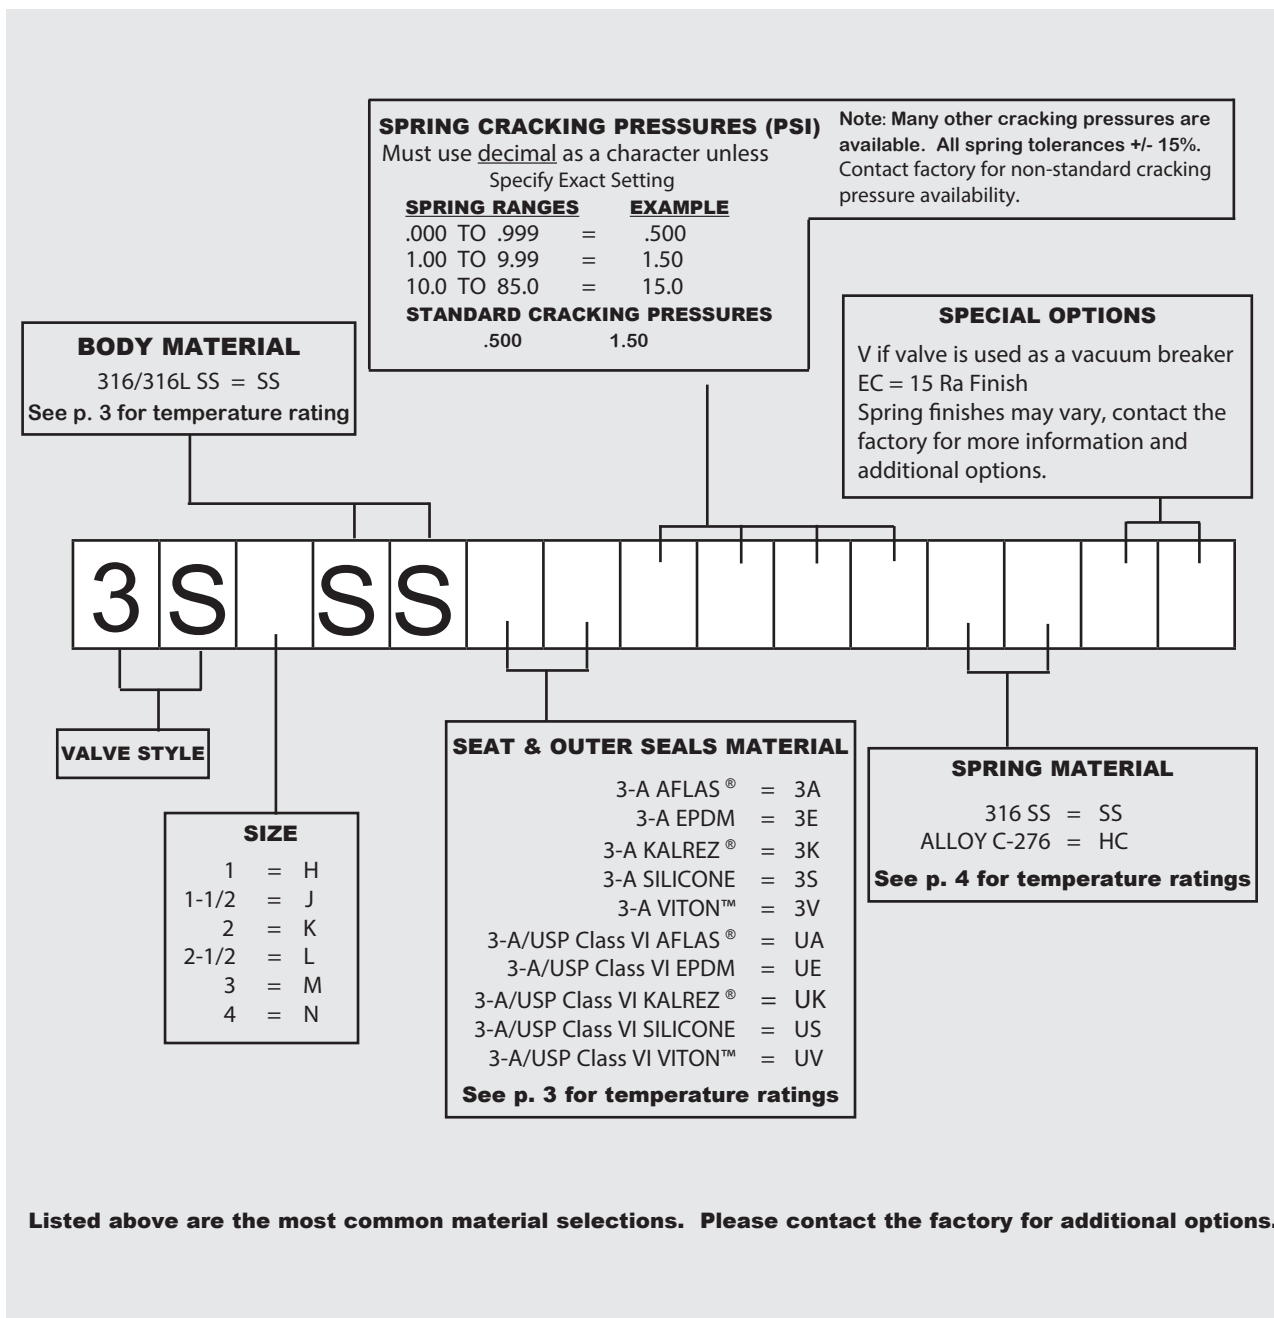 SPRING CRACKING PRESSURES (PSI)
Must use decimal as a character unless
Specify Exact Setting
SPRING RANGES EXAMPLE
.000 TO .999 = .500
1.00 TO 9.99 = 1.50
10.0 TO 85.0 = 15.0
STANDARD CRACKING PRESSURES
.500 1.50
Note: Many other cracking pressures are
available. All spring tolerances +/- 15%.
Contact factory for non-standard cracking
pressure availability.
BODY MATERIAL
316/316L SS = SS
See p. 3 for temperature rating
SPECIAL OPTIONS
V if valve is used as a vacuum breaker
EC = 15 Ra Finish
Spring finishes may vary, contact the
factory for more information and
additional options.
3 S S S
VALVE STYLE
SIZE
1 = H
1-1/2 = J
2 = K
2-1/2 = L
3 = M
4 = N
SEAT & OUTER SEALS MATERIAL
3-A AFLAS ® = 3A
3-A EPDM = 3E
3-A KALREZ ® = 3K
3-A SILICONE = 3S
3-A VITON™ = 3V
3-A/USP Class VI AFLAS ® = UA
3-A/USP Class VI EPDM = UE
3-A/USP Class VI KALREZ ® = UK
3-A/USP Class VI SILICONE = US
3-A/USP Class VI VITON™ = UV
See p. 3 for temperature ratings
SPRING MATERIAL
316 SS = SS
ALLOY C-276 = HC
See p. 4 for temperature ratings
Listed above are the most common material selections. Please contact the factory for additional options.